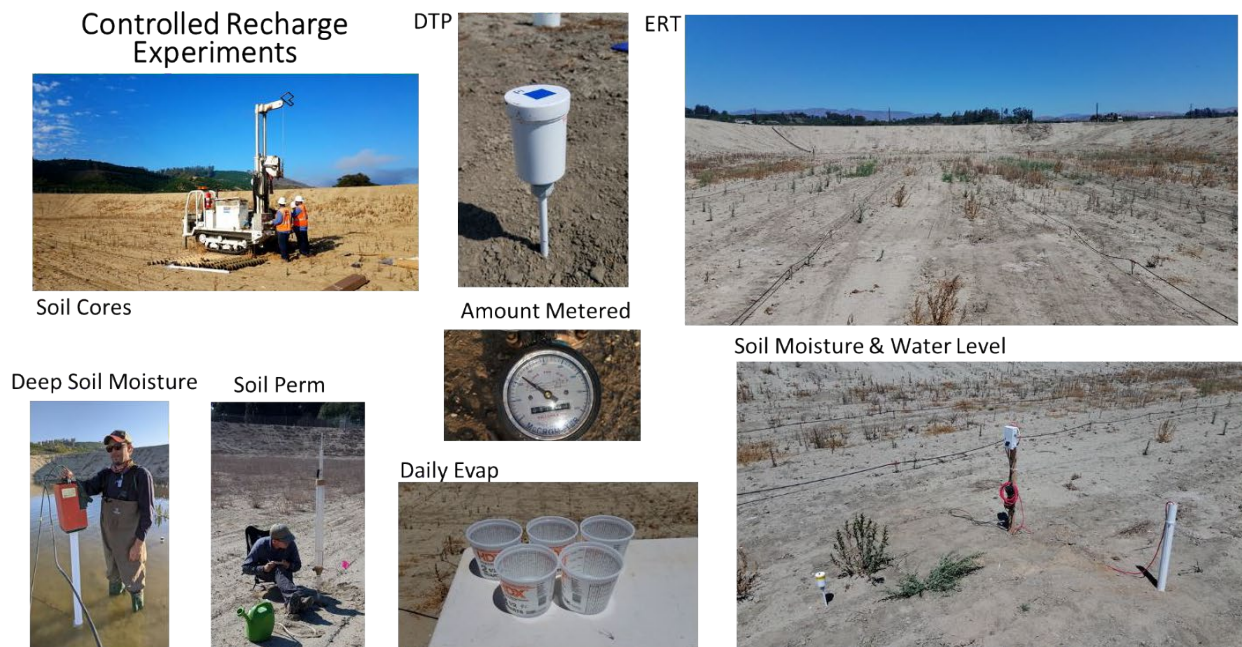 Controlled Recharge
Experiments
DTP
ERT
Soil Cores
Amount Metered
McCROMETER
Soil Moisture & Water Level
Deep Soil Moisture
Soil Perm
Daily Evap